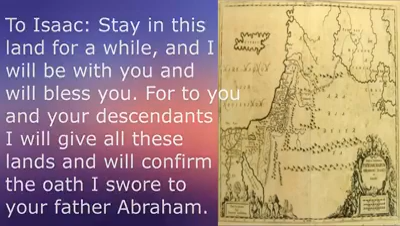 To Isaac: Stay in this
land for a while, and I
will be with you and
will bless you. For to you
and your descendants
I will give all these
lands and will confirm
the oath I swore to
your father Abraham.